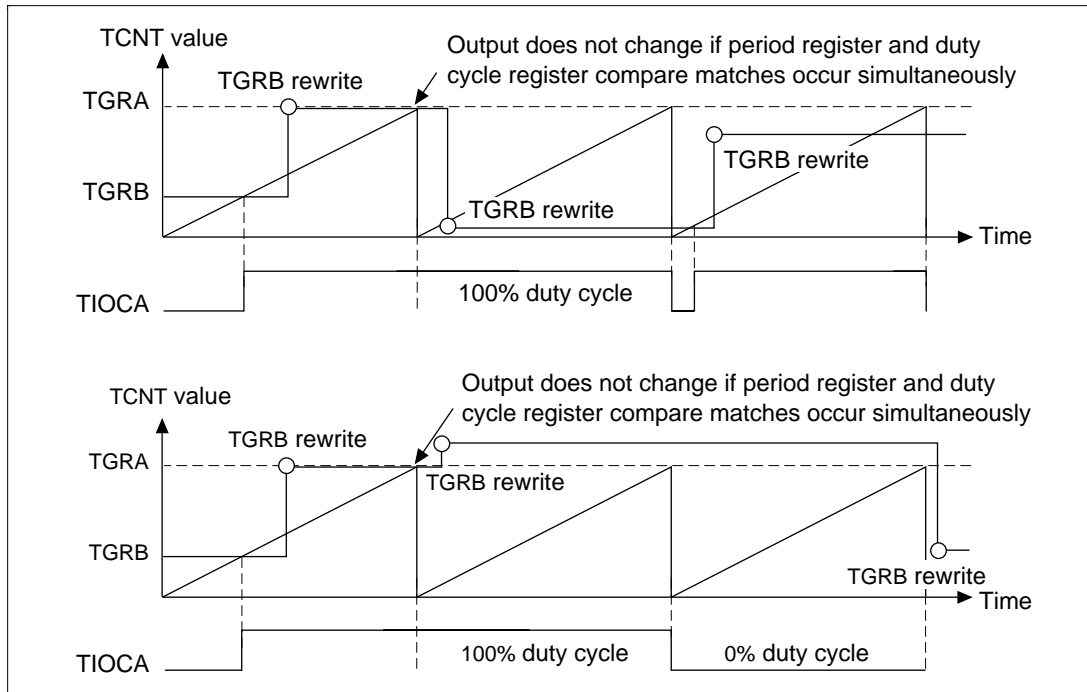 TCNT value
Output does not change if period register and duty
cycle register compare matches occur simultaneously
TGRB rewrite
TGRA
TGRB rewrite
TGRB
TGRB rewrite
Time
100% duty cycle
TIOCA
Output does not change if period register and duty
cycle register compare matches occur simultaneously
TCNT value
TGRB rewrite
TGRA
TGRB rewrite
TGRB
TGRB rewrite
Time
100% duty cycle
0% duty cycle
TIOCA